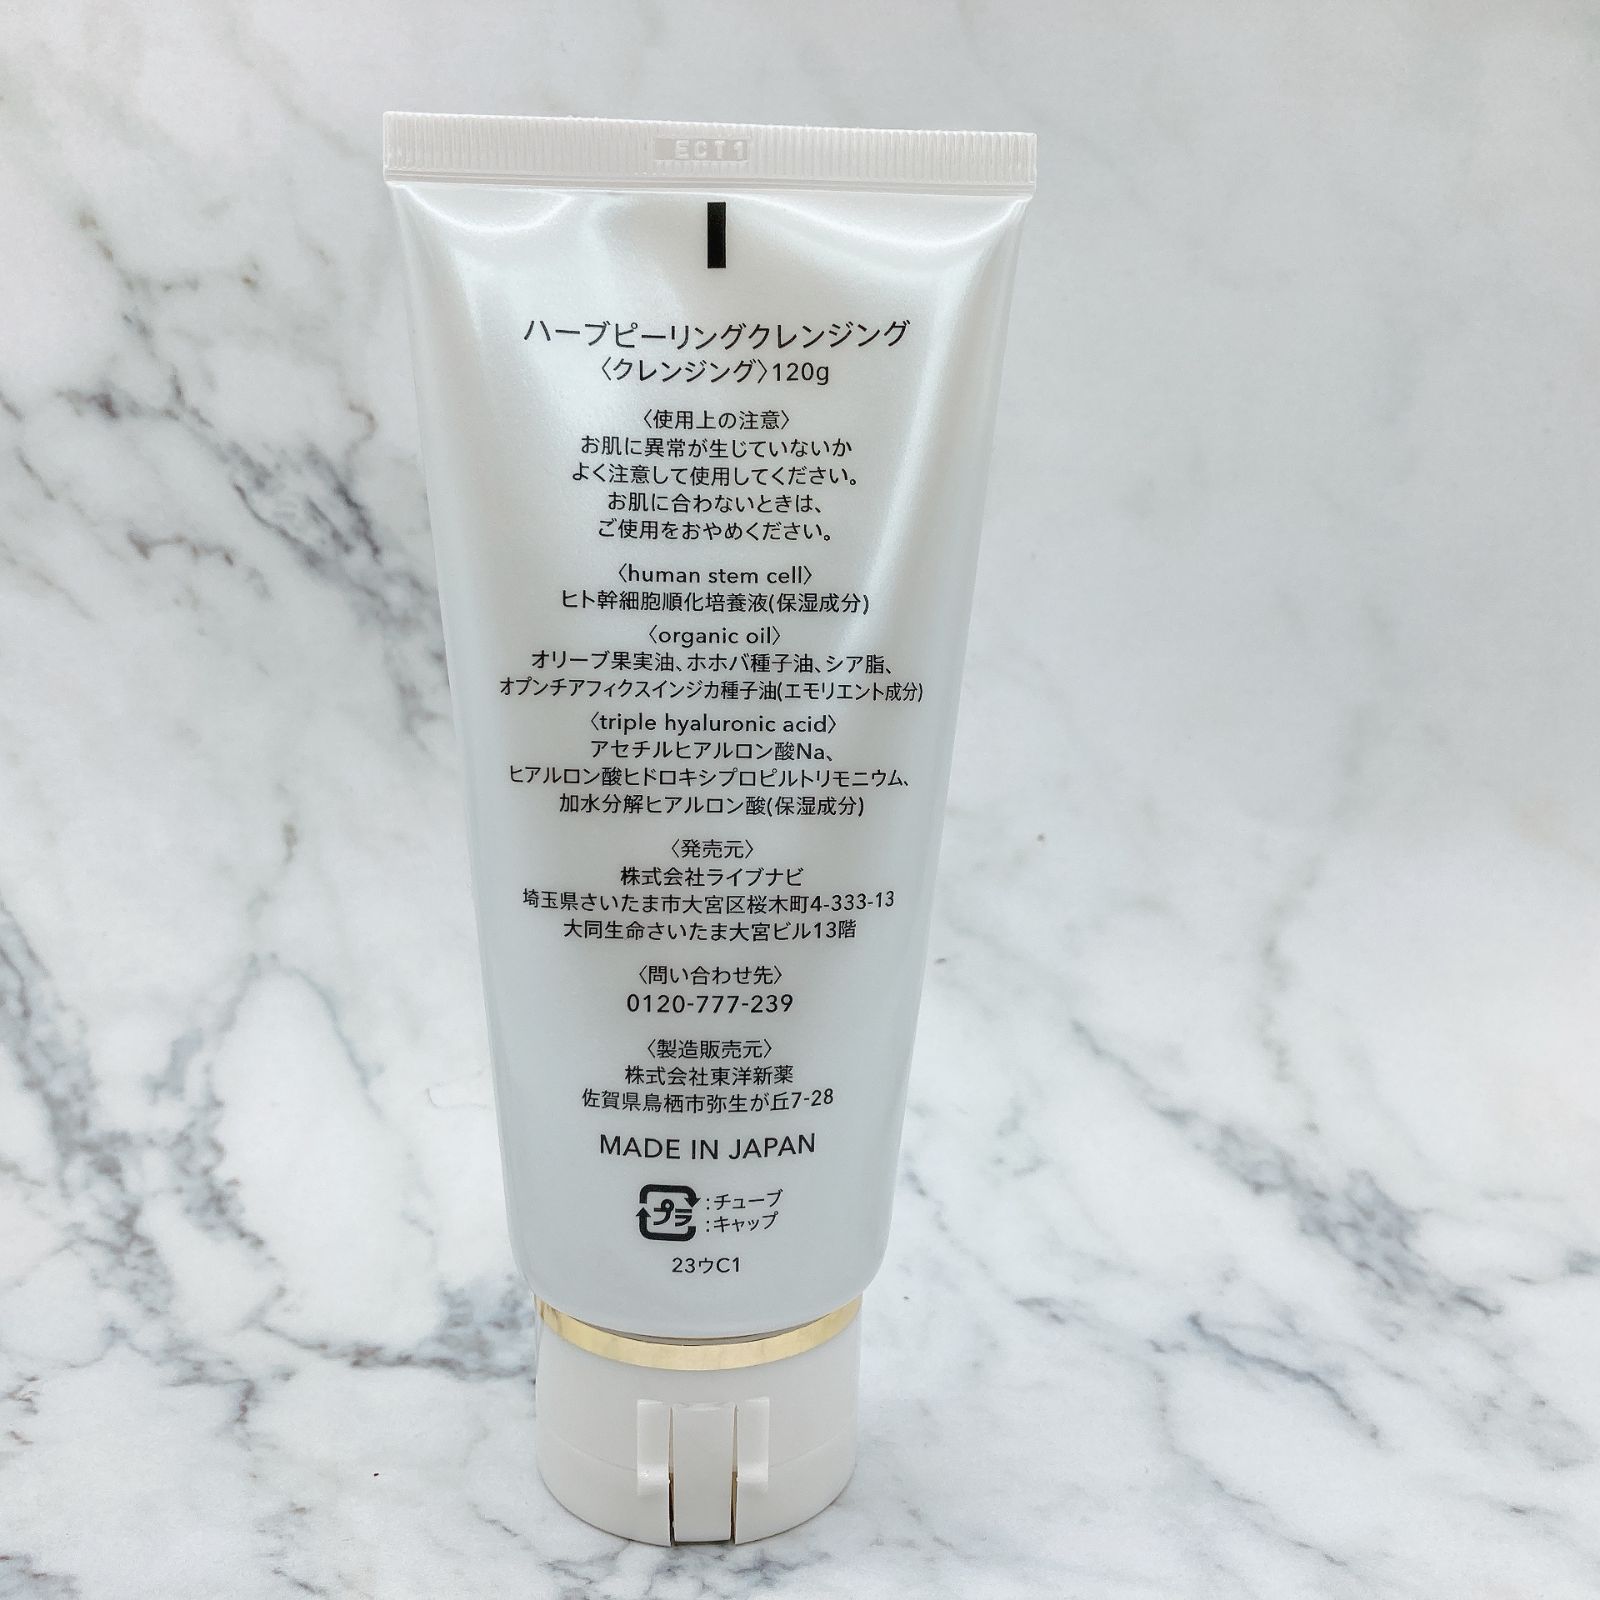 ECT1
ハーブピーリングクレンジング
〈クレンジング〉120g
〈使用上の注意〉
お肌に異常が生じていないか
よく注意して使用してください。
お肌に合わないときは、
ご使用をおやめください。
〈human stem cell〉
ヒト幹細胞順化培養液(保湿成分)
〈organic oil〉
オリーブ果実油、ホホバ種子油、シア脂、
オプンチアフィクスインジカ種子油(エモリエント成分)
〈triple hyaluronic acid〉
アセチルヒアルロン酸Na、
ヒアルロン酸ヒドロキシプロピルトリモニウム、
加水分解ヒアルロン酸(保湿成分)
〈発売元〉
株式会社ライブナビ
埼玉県さいたま市大宮区桜木町4-333-13
大同生命さいたま大宮ビル13階
〈問い合わせ先〉
0120-777-239
〈製造販売元〉
株式会社東洋新薬
佐賀県鳥栖市弥生が丘7-28
MADE IN JAPAN
プラ :チューブ
:キャップ
23ウC1